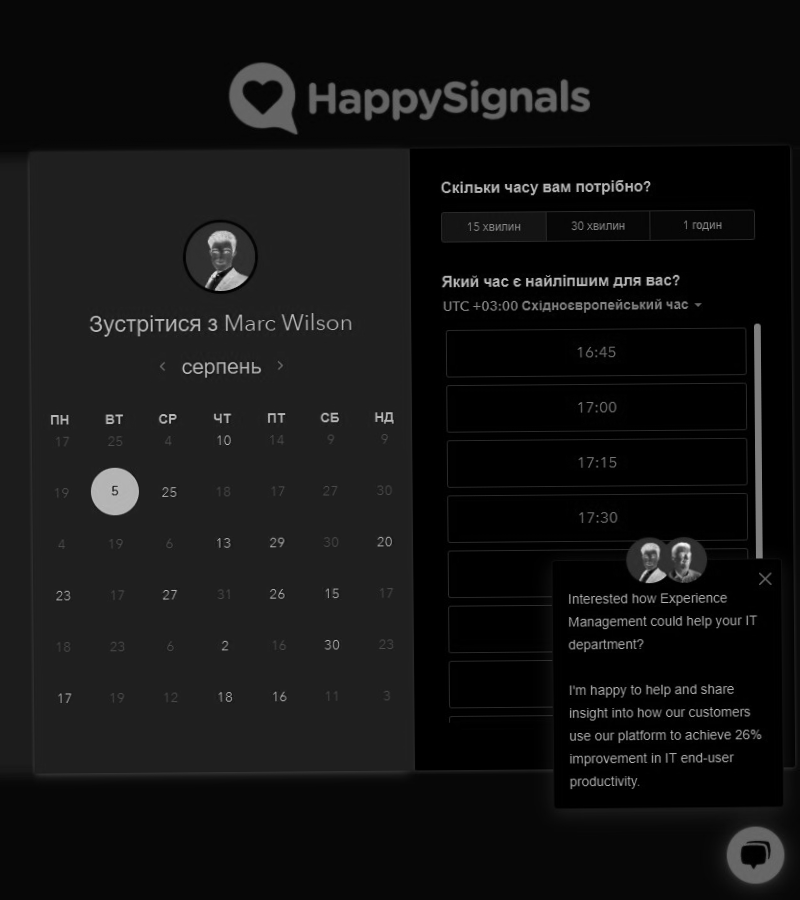 HappySignals
Зустрітися з Marc Wilson
серпень
ПН ВТ СР ЧТ ПТ СБ НД
17 25 4 10 14 9 9
19 5 25 18 17 27 30
4 19 6 13 29 30 20
23 17 27 31 26 15 17
18 23 6 2 16 30 23
17 19 12 18 16 11 3
Скільки часу вам потрібно?
15 хвилин 30 хвилин 1 годин
Який час є найліпшим для вас?
UTC +03:00 Східноєвропейський час
16:45
17:00
17:15
17:30
Interested how Experience
Management could help your IT
department?
I'm happy to help and share
insight into how our customers
use our platform to achieve 26%
improvement in IT end-user
productivity.